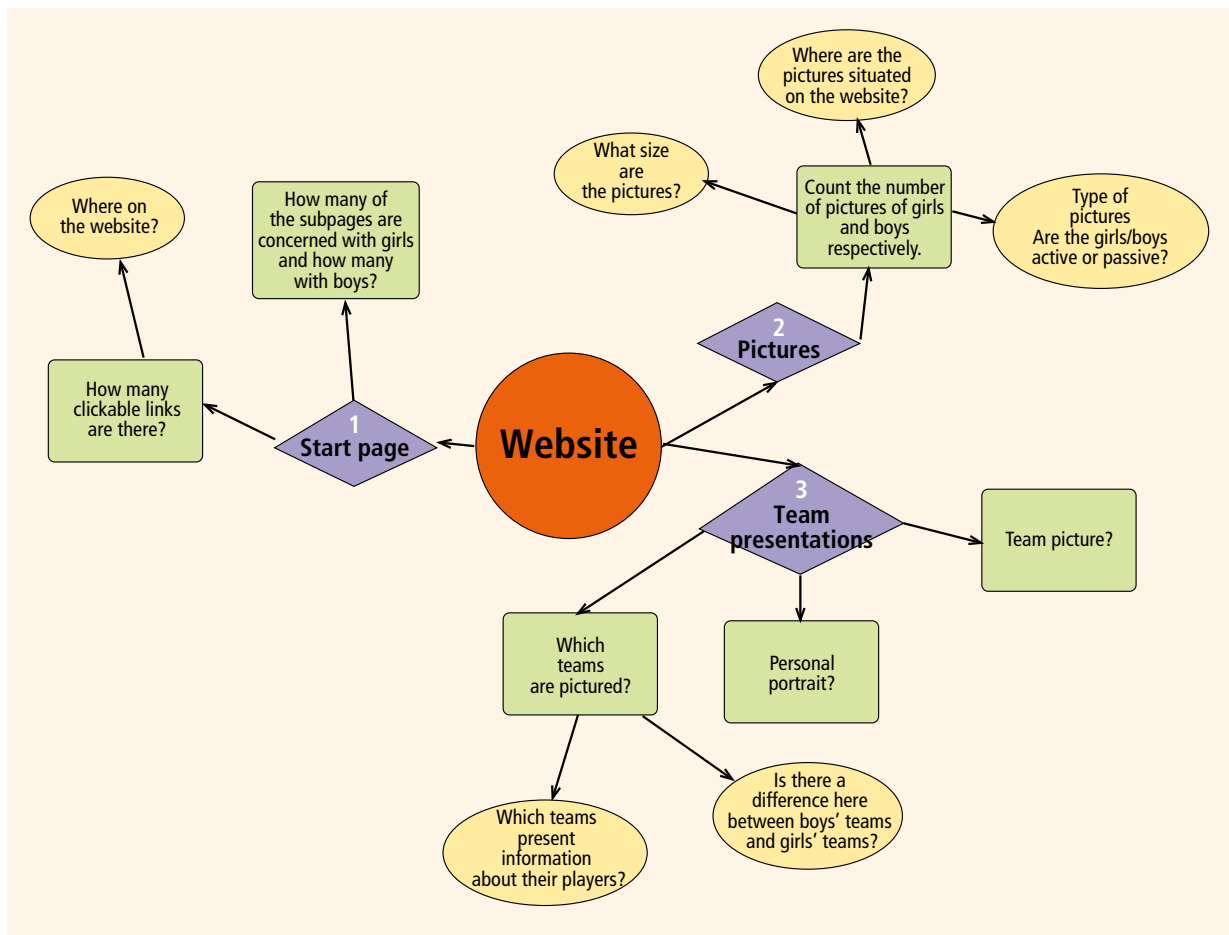 Website
1
Start page
How many
clickable links
are there?
Where on
the website?
How many of
the subpages are
concerned with girls
and how many
with boys?
2
Pictures
Count the number
of pictures of girls
and boys
respectively.
What size
are
the pictures?
Where are the
pictures situated
on the website?
Type of
pictures
Are the girls/boys
active or passive?
3
Team
presentations
Which
teams
are pictured?
Which teams
present
information
about their players?
Is there a
difference here
between boys’ teams
and girls’ teams?
Personal
portrait?
Team picture?